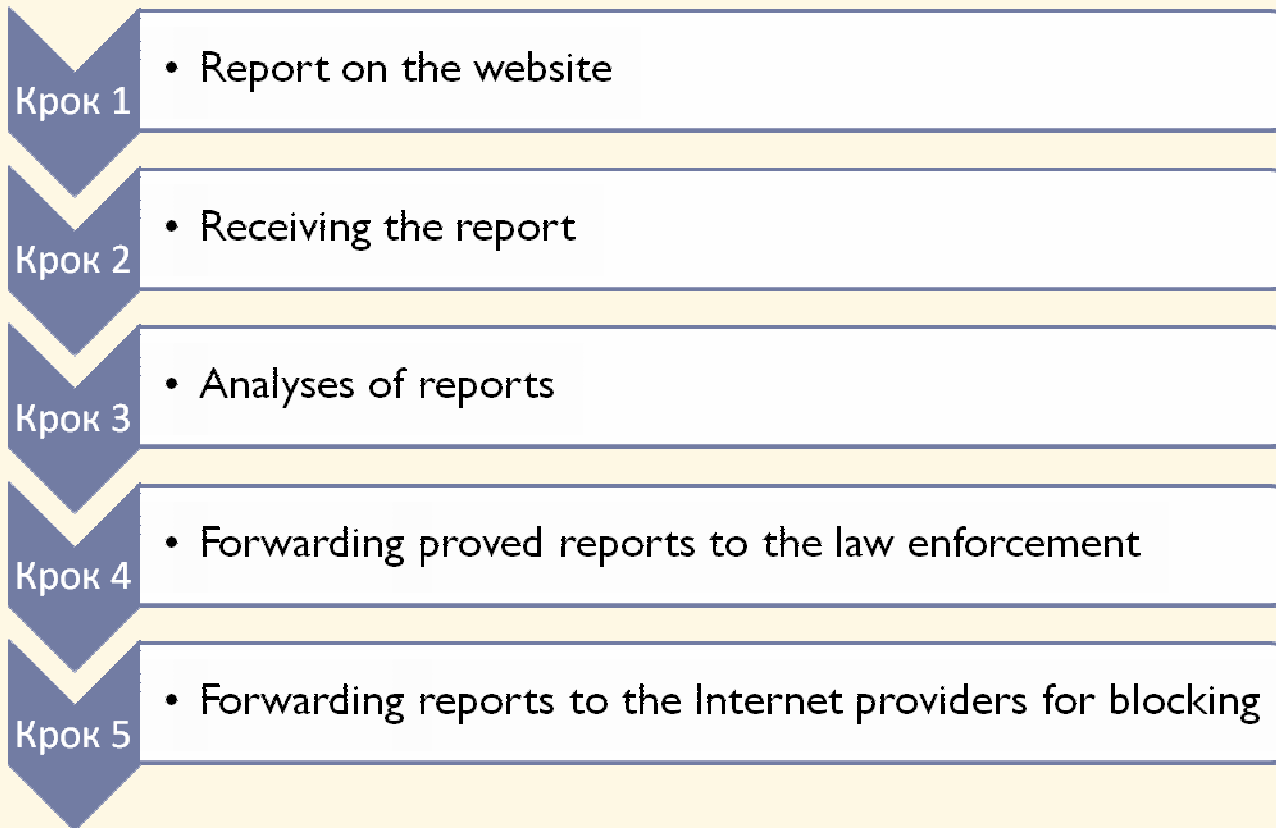 Крок 1
• Report on the website
Крок 2
• Receiving the report
Крок 3
• Analyses of reports
Крок 4
• Forwarding proved reports to the law enforcement
Крок 5
• Forwarding reports to the Internet providers for blocking